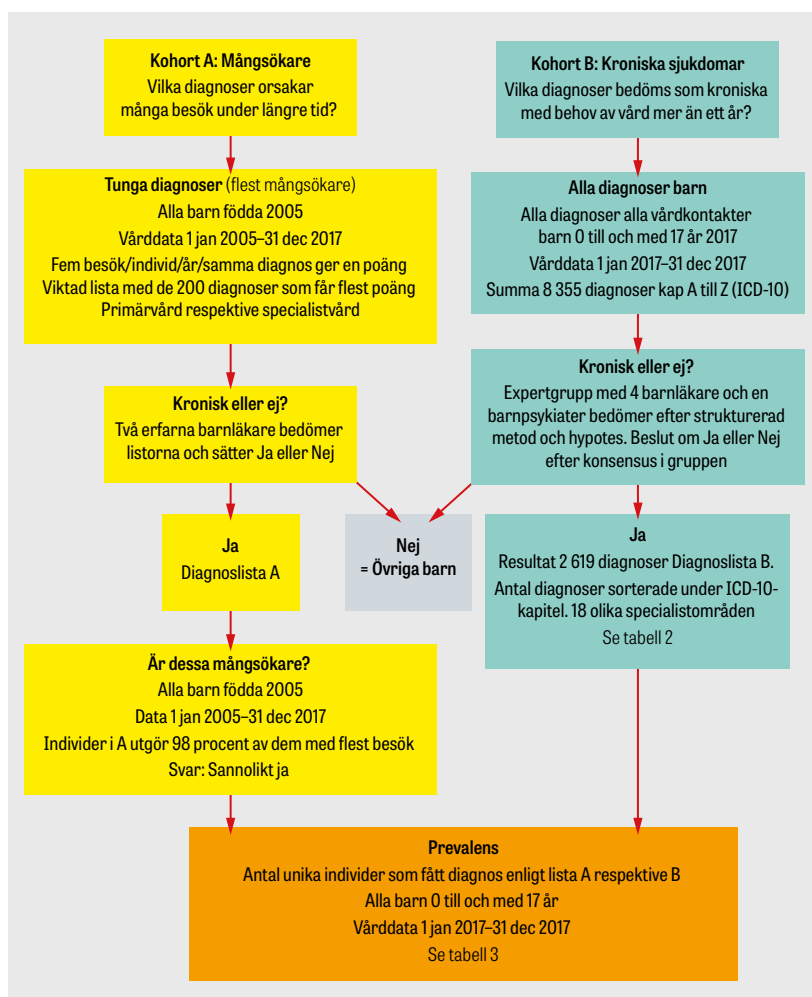 Kohort A: Mångsökare
Vilka diagnoser orsakar
många besök under längre tid?
Tunga diagnoser (flest mångsökare)
Alla barn födda 2005
Vårddata 1 jan 2005–31 dec 2017
Fem besök/individ/år/samma diagnos ger en poäng
Viktad lista med de 200 diagnoser som får flest poäng
Primärvård respektive specialistvård
Kronisk eller ej?
Två erfarna barnläkare bedömer
listorna och sätter Ja eller Nej
Ja
Diagnoslista A
Är dessa mångsökare?
Alla barn födda 2005
Data 1 jan 2005–31 dec 2017
Individer i A utgör 98 procent av dem med flest besök
Svar: Sannolikt ja
Nej
= Övriga barn
Kohort B: Kroniska sjukdomar
Vilka diagnoser bedöms som kroniska
med behov av vård mer än ett år?
Alla diagnoser barn
Alla diagnoser alla vårdkontakter
barn 0 till och med 17 år 2017
Vårddata 1 jan 2017–31 dec 2017
Summa 8 355 diagnoser kap A till Z (ICD-10)
Kronisk eller ej?
Expertgrupp med 4 barnläkare och en
barnpsykiater bedömer efter strukturerad
metod och hypotes. Beslut om Ja eller Nej
efter konsensus i gruppen
Ja
Resultat 2 619 diagnoser Diagnoslista B.
Antal diagnoser sorterade under ICD-10-
kapitel. 18 olika specialistområden
Se tabell 2
Prevalens
Antal unika individer som fått diagnos enligt lista A respektive B
Alla barn 0 till och med 17 år
Vårddata 1 jan 2017–31 dec 2017
Se tabell 3